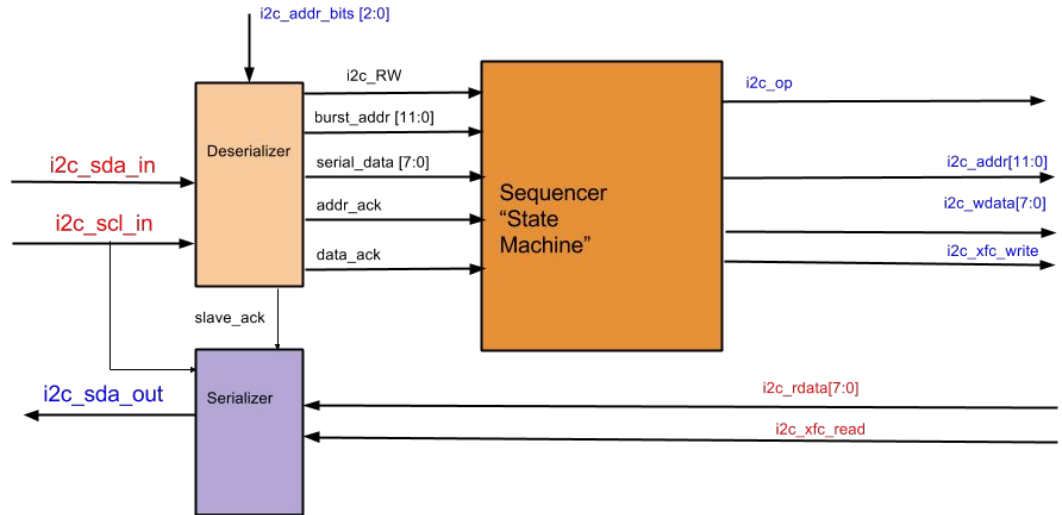 i2c_addr_bits [2:0]
i2c_RW
i2c_op
burst_addr [11:0]
Deserializer
serial_data [7:0]
i2c_sda_in
i2c_addr[11:0]
Sequencer
“State
Machine”
addr_ack
i2c_wdata[7:0]
i2c_scl_in
data_ack
i2c_xfc_write
slave_ack
i2c_sda_out
Serializer
i2c_rdata[7:0]
i2c_xfc_read